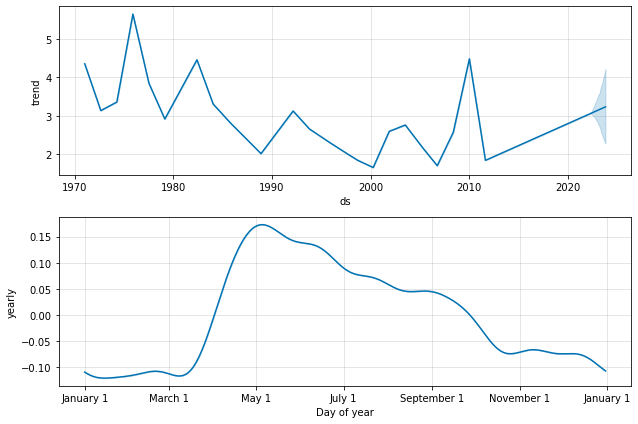 5
4
3
2
trend
1970 1980 1990 2000 2010 2020
ds
0.15
0.10
0.05
0.00
−0.05
−0.10
yearly
January 1 March 1 May 1 July 1 September 1 November 1 January 1
Day of year